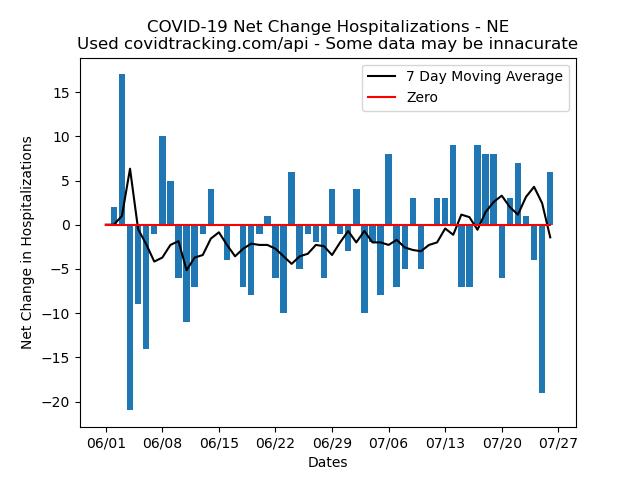 COVID-19 Net Change Hospitalizations - NE
Used covidtracking.com/api - Some data may be innacurate
7 Day Moving Average
Zero
Net Change in Hospitalizations
15
10
5
0
−5
−10
−15
−20
06/01 06/08 06/15 06/22 06/29 07/06 07/13 07/20 07/27
Dates